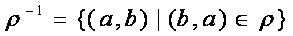 ρ⁻¹ = {(a,b) | (b,a) ∈ ρ}